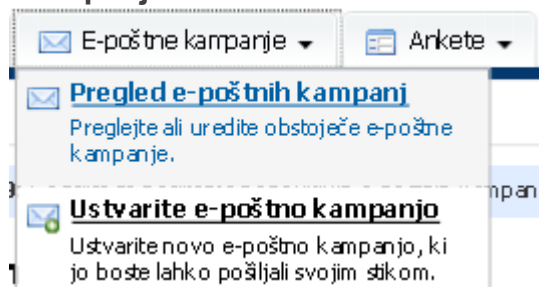 E-poštne kampanje
Ankete
Pregled e-poštnih kampanj
Preglejte ali uredite obstoječe e-poštne
kampanje.
Ustvarite e-poštno kampanjo
Ustvarite novo e-poštno kampanjo, ki
jo boste lahko pošiljali svojim stikom.